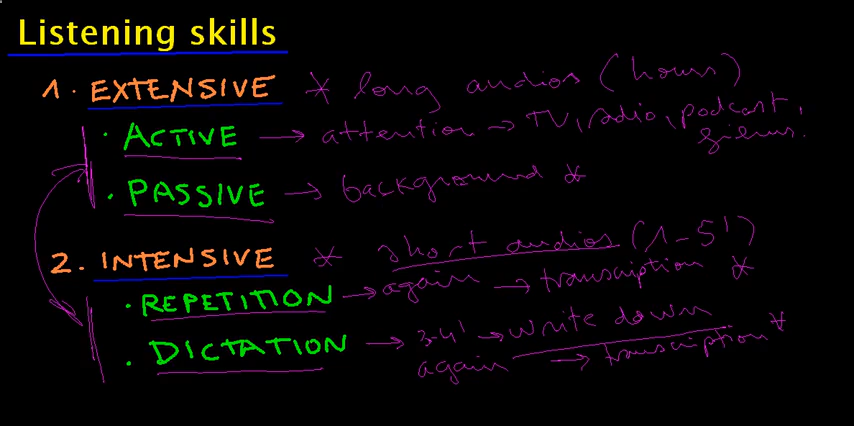 Listening skills
1. EXTENSIVE * long audios (hours)
• ACTIVE → attention → TV, radio, podcast,
• PASSIVE → background *
2. INTENSIVE * short audios (1-5')
• REPETITION → again → transcription *
• DICTATION → 3-4' → write down
again → transcription *